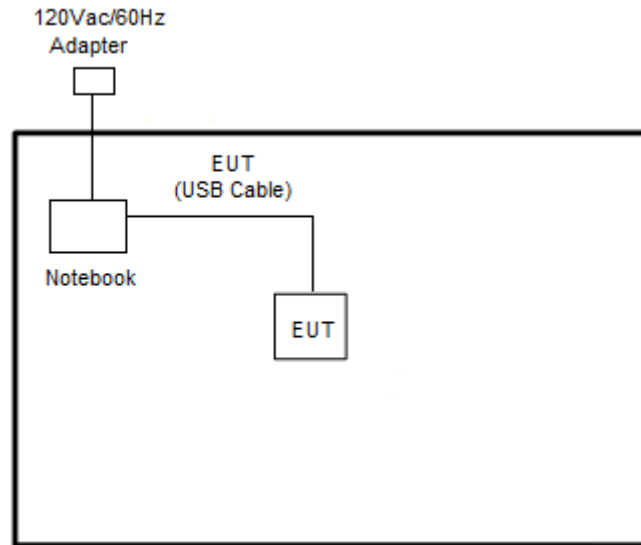 120Vac/60Hz
Adapter
EUT
(USB Cable)
Notebook
EUT